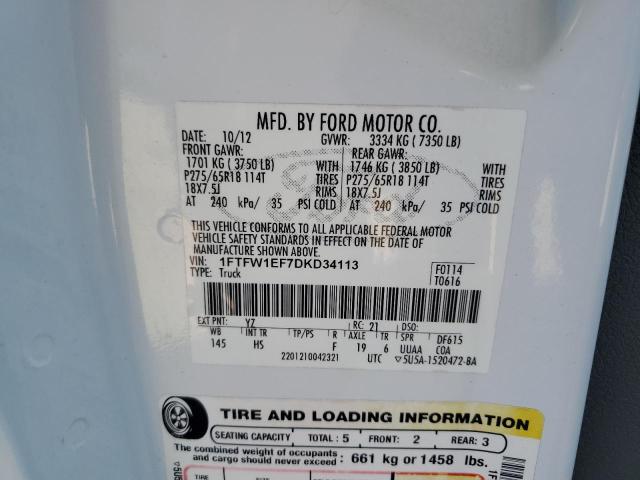 MFD. BY FORD MOTOR CO.
DATE: 10/12 GVWR: 3334 KG ( 7350 LB)
FRONT GAWR: REAR GAWR:
1701 KG ( 3750 LB) WITH 1746 KG ( 3850 LB) WITH
P275/65R18 114T TIRES P275/65R18 114T TIRES
18X7.5J RIMS 18X7.5J RIMS
AT 240 kPa/ 35 PSI COLD AT 240 kPa/ 35 PSI COLD
THIS VEHICLE CONFORMS TO ALL APPLICABLE FEDERAL MOTOR
VEHICLE SAFETY STANDARDS IN EFFECT ON THE DATE OF
MANUFACTURE SHOWN ABOVE.
VIN: 1FTFW1EF7DKD34113 F0114
TYPE: Truck T0616
EXT PNT: YZ RC: 21 DSO:
WB INT TR TP/PS R AXLE TR SPR DF615
145 HS F 19 6 UUAA COA
2201210042321 UTC ▽5U5A-1520472-BA
TIRE AND LOADING INFORMATION
SEATING CAPACITY TOTAL : 5 FRONT: 2 REAR: 3
The combined weight of occupants
and cargo should never exceed : 661 kg or 1458 lbs.